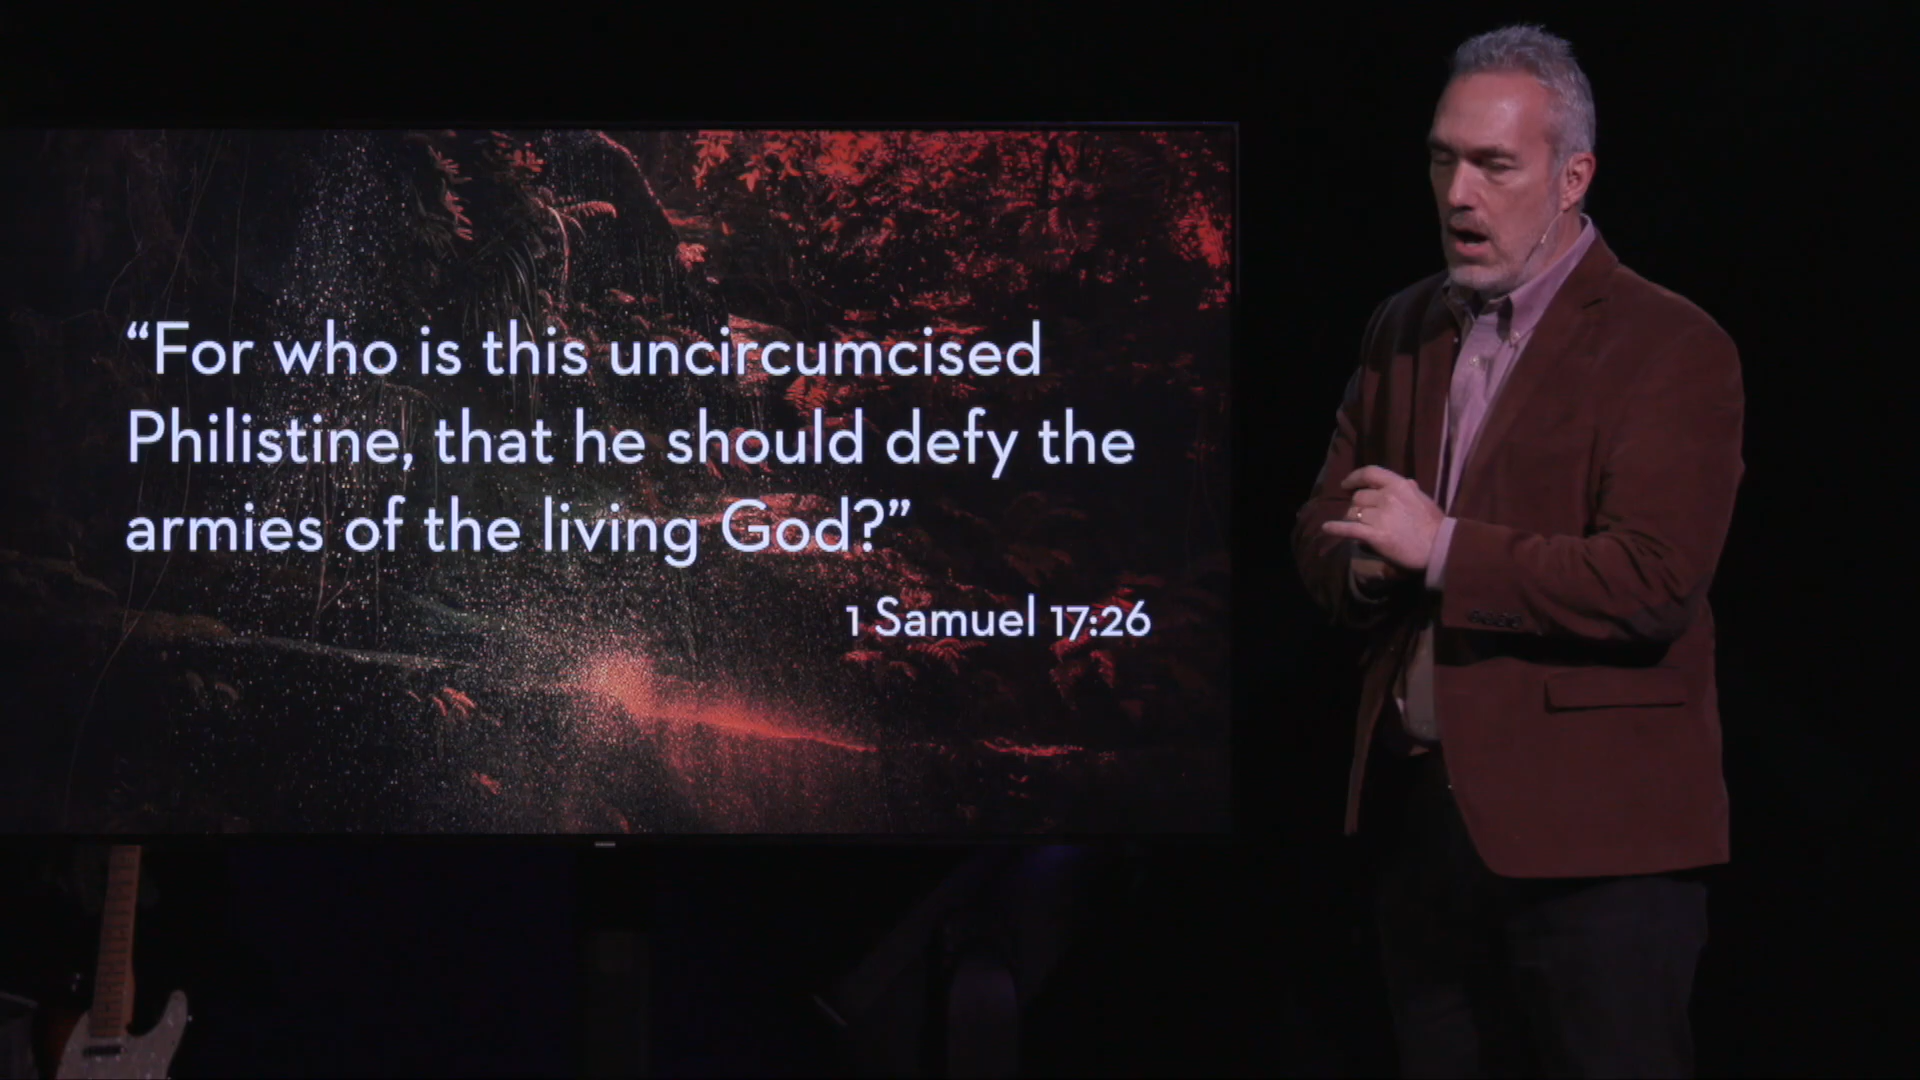 “For who is this uncircumcised
Philistine, that he should defy the
armies of the living God?”
1 Samuel 17:26